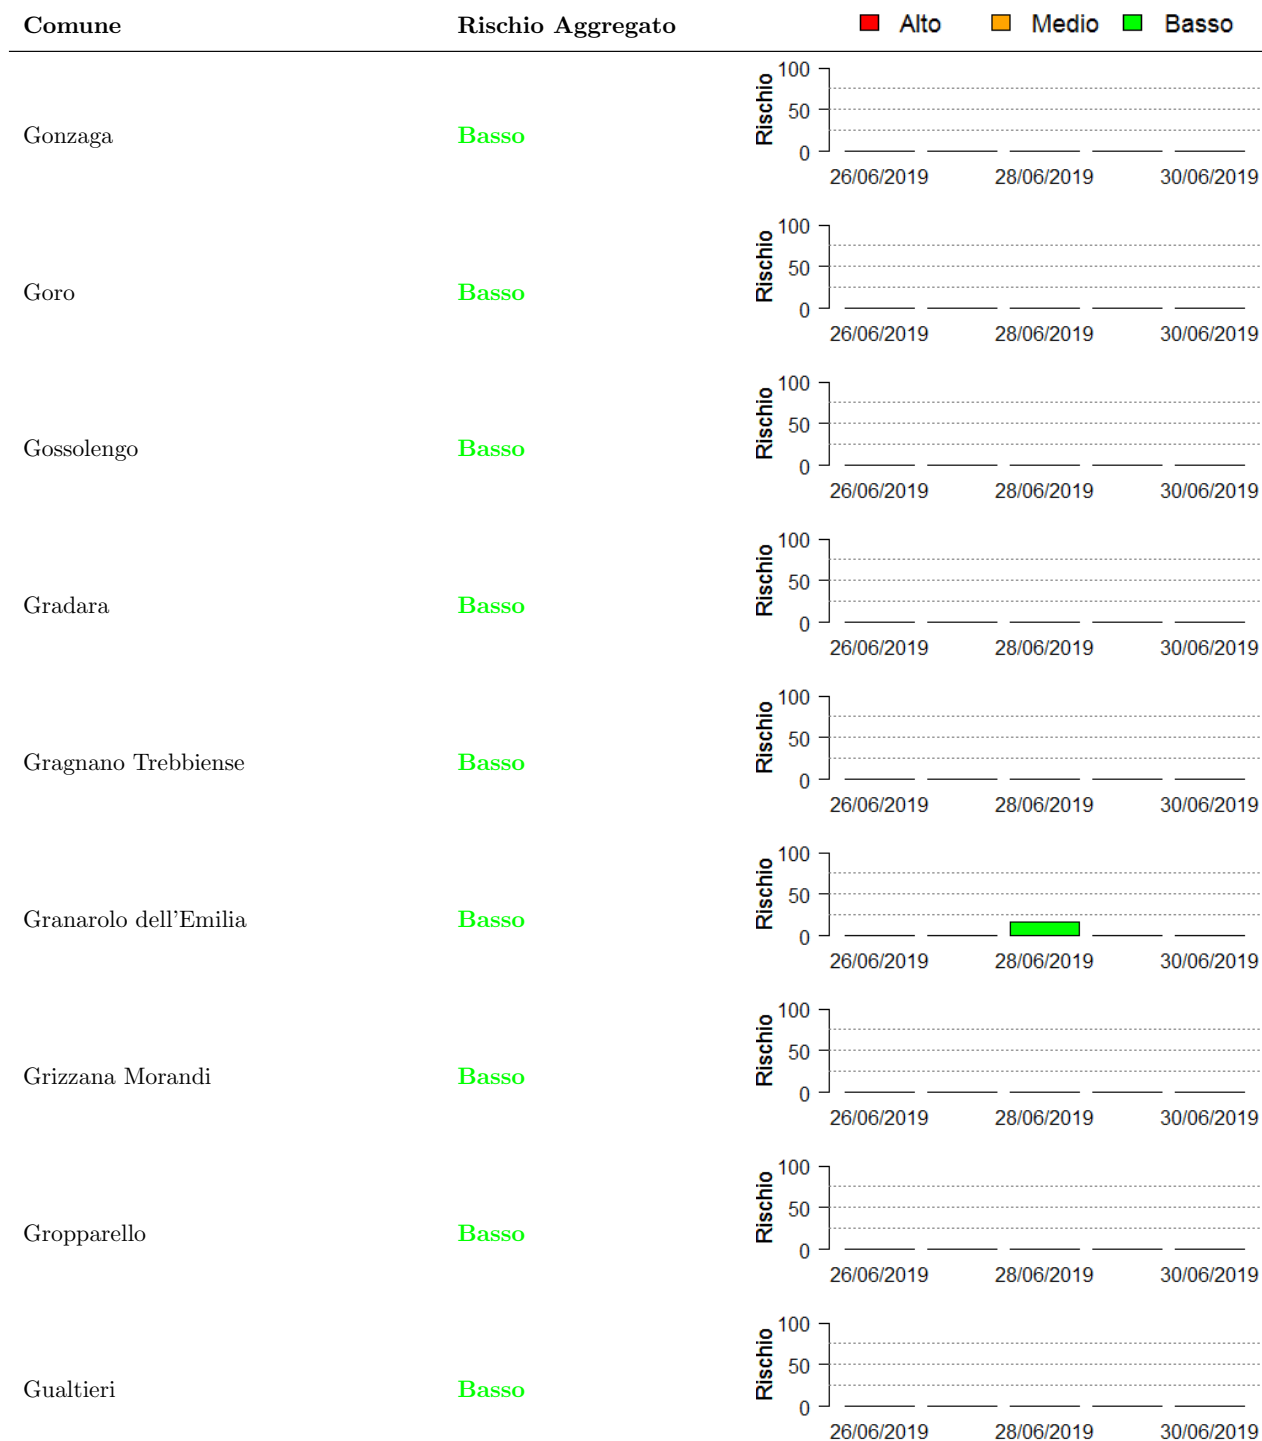 Comune Rischio Aggregato Alto Medio Basso
Gonzaga Basso
Rischio
100
50
0
26/06/2019 28/06/2019 30/06/2019
Goro Basso
Rischio
100
50
0
26/06/2019 28/06/2019 30/06/2019
Gossolengo Basso
Rischio
100
50
0
26/06/2019 28/06/2019 30/06/2019
Gradara Basso
Rischio
100
50
0
26/06/2019 28/06/2019 30/06/2019
Gragnano Trebbiense Basso
Rischio
100
50
0
26/06/2019 28/06/2019 30/06/2019
Granarolo dell'Emilia Basso
Rischio
100
50
0
26/06/2019 28/06/2019 30/06/2019
Grizzana Morandi Basso
Rischio
100
50
0
26/06/2019 28/06/2019 30/06/2019
Gropparello Basso
Rischio
100
50
0
26/06/2019 28/06/2019 30/06/2019
Gualtieri Basso
Rischio
100
50
0
26/06/2019 28/06/2019 30/06/2019